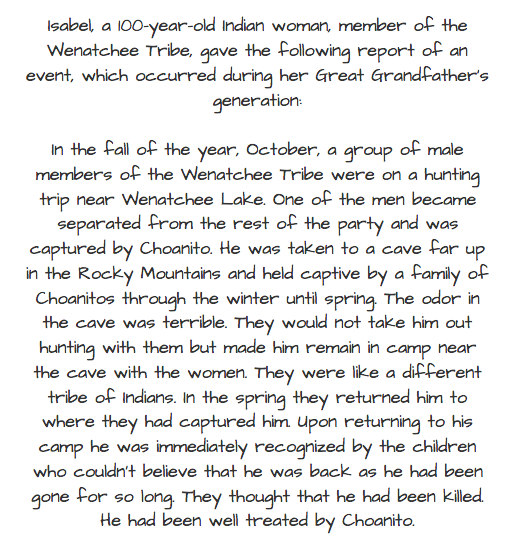 Isabel, a 100-year-old Indian woman, member of the
Wenatchee Tribe, gave the following report of an
event, which occurred during her Great Grandfather's
generation:
In the fall of the year, October, a group of male
members of the Wenatchee Tribe were on a hunting
trip near Wenatchee Lake. One of the men became
separated from the rest of the party and was
captured by Choanito. He was taken to a cave far up
in the Rocky Mountains and held captive by a family of
Choanitos through the winter until spring. The odor in
the cave was terrible. They would not take him out
hunting with them but made him remain in camp near
the cave with the women. They were like a different
tribe of Indians. In the spring they returned him to
where they had captured him. Upon returning to his
camp he was immediately recognized by the children
who couldn't believe that he was back as he had been
gone for so long. They thought that he had been killed.
He had been well treated by Choanito.